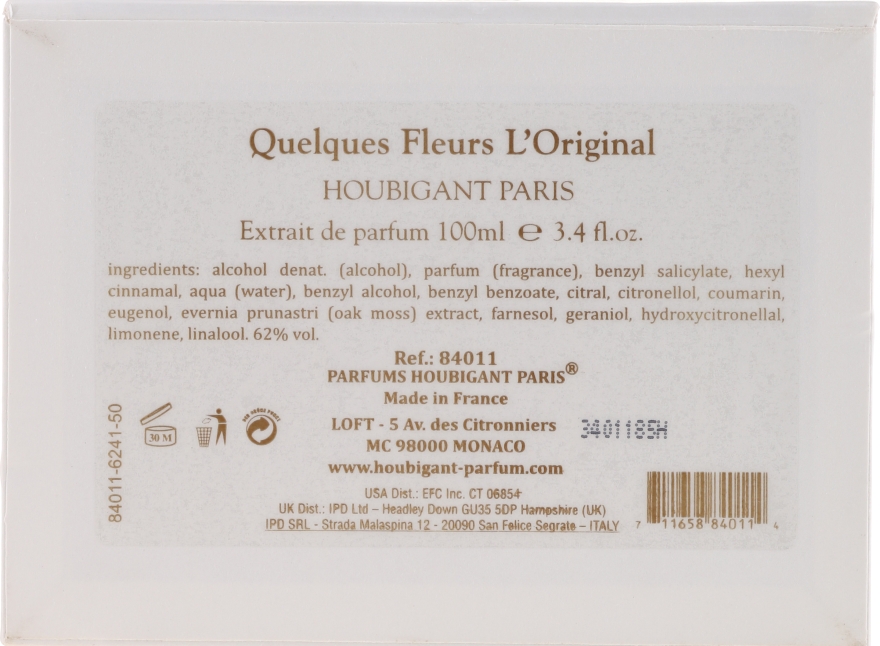 Quelques Fleurs L'Original
HOUBIGANT PARIS
Extrait de parfum 100ml ℮ 3.4 fl.oz.
ingredients: alcohol denat. (alcohol), parfum (fragrance), benzyl salicylate, hexyl
cinnamal, aqua (water), benzyl alcohol, benzyl benzoate, citral, citronellol, coumarin,
eugenol, evernia prunastri (oak moss) extract, farnesol, geraniol, hydroxycitronellal,
limonene, linalool. 62% vol.
Ref.: 84011
PARFUMS HOUBIGANT PARIS®
Made in France
84011-6241-50
30 M
LOFT - 5 Av. des Citronniers
3401185H
MC 98000 MONACO
www.houbigant-parfum.com
USA Dist.: EFC Inc. CT 06854
UK Dist.: IPD Ltd – Headley Down GU35 5DP Hampshire (UK)
IPD SRL - Strada Malaspina 12 - 20090 San Felice Segrate – ITALY
7 11658 84011 4